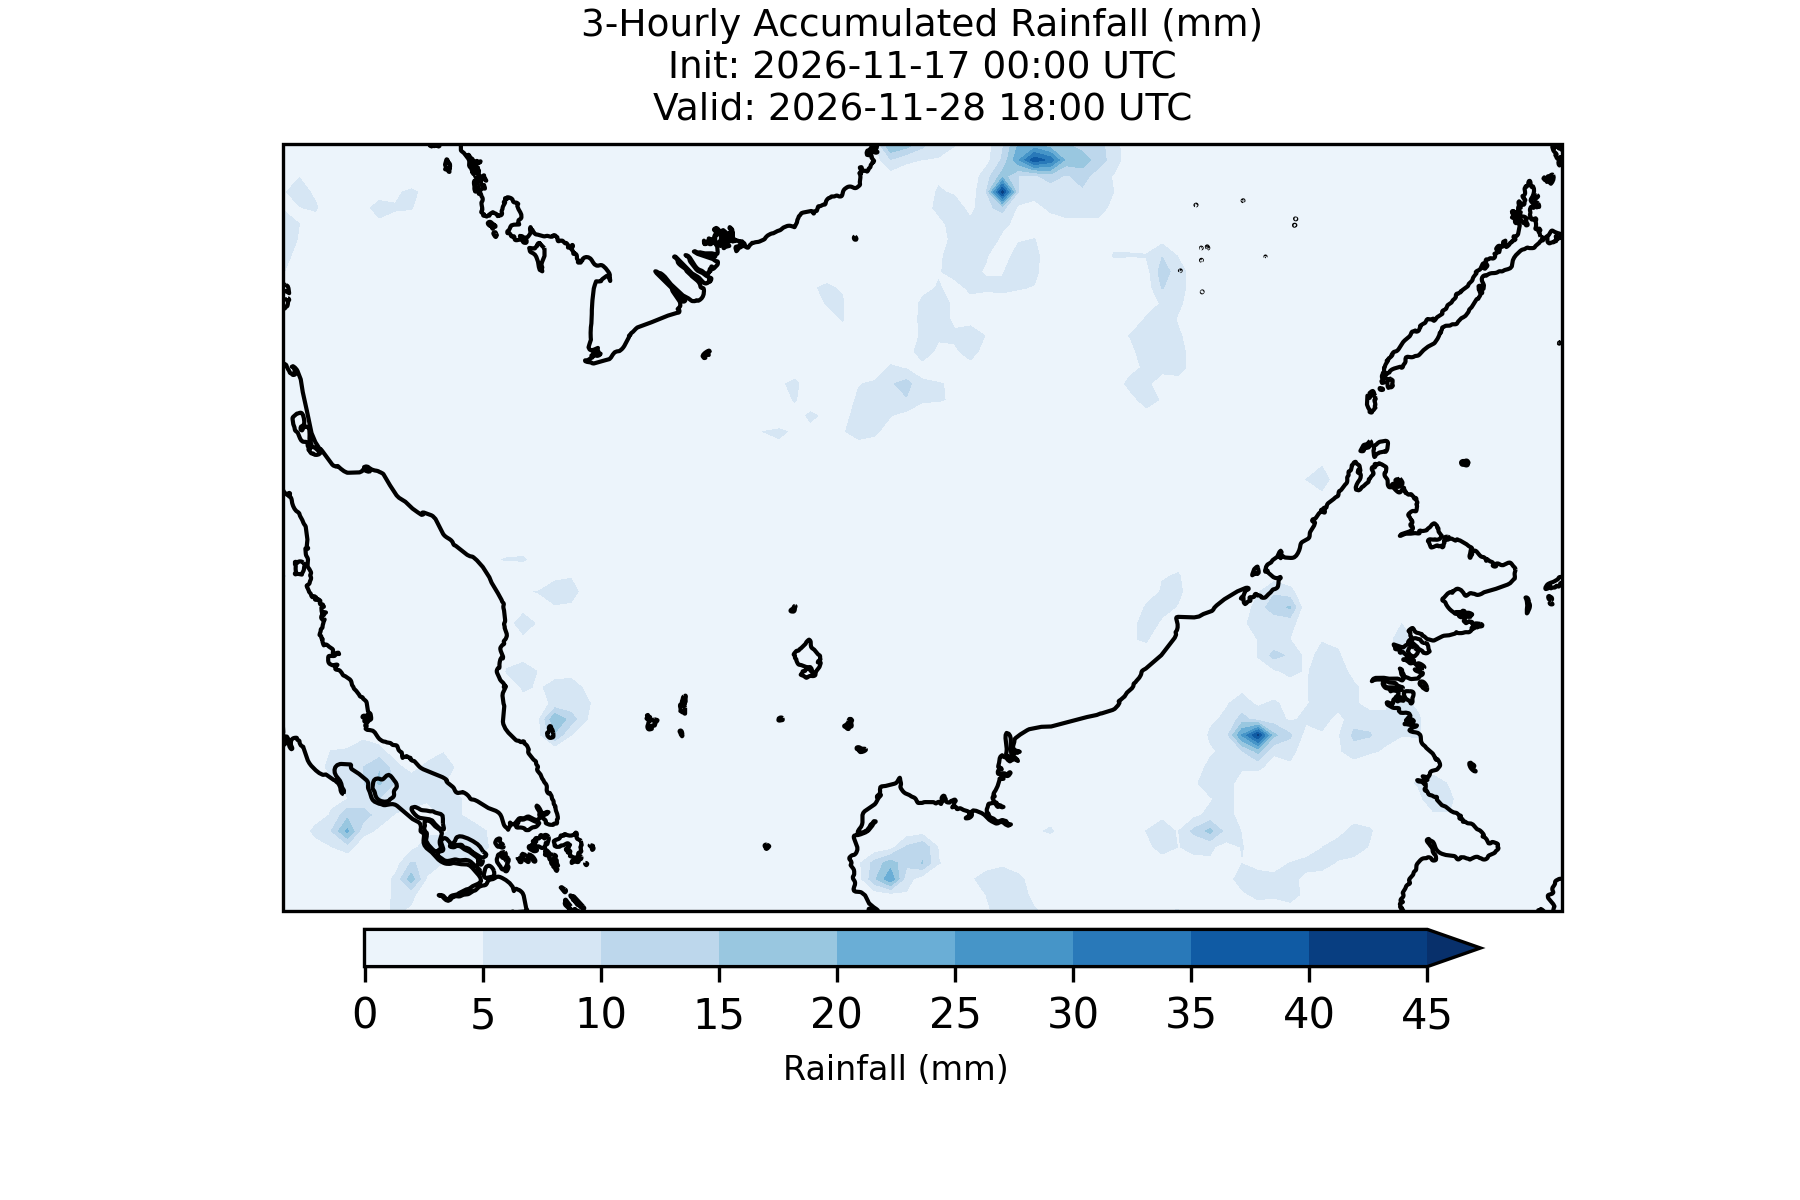 3-Hourly Accumulated Rainfall (mm)
Init: 2026-11-17 00:00 UTC
Valid: 2026-11-28 18:00 UTC
0 5 10 15 20 25 30 35 40 45
Rainfall (mm)